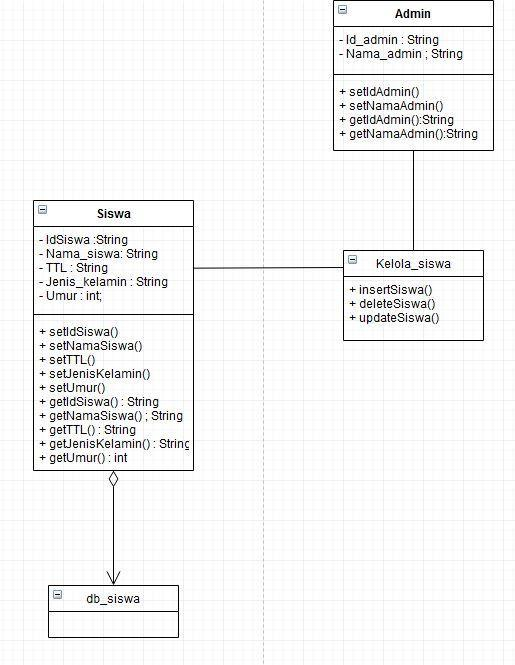 Admin
- Id_admin : String
- Nama_admin ; String
+ setIdAdmin()
+ setNamaAdmin()
+ getIdAdmin():String
+ getNamaAdmin():String
Siswa
- IdSiswa :String
- Nama_siswa: String
- TTL : String
- Jenis_kelamin : String
- Umur : int;
+ setIdSiswa()
+ setNamaSiswa()
+ setTTL()
+ setJenisKelamin()
+ setUmur()
+ getIdSiswa() : String
+ getNamaSiswa() ; String
+ getTTL() : String
+ getJenisKelamin() : String
+ getUmur() : int
Kelola_siswa
+ insertSiswa()
+ deleteSiswa()
+ updateSiswa()
db_siswa